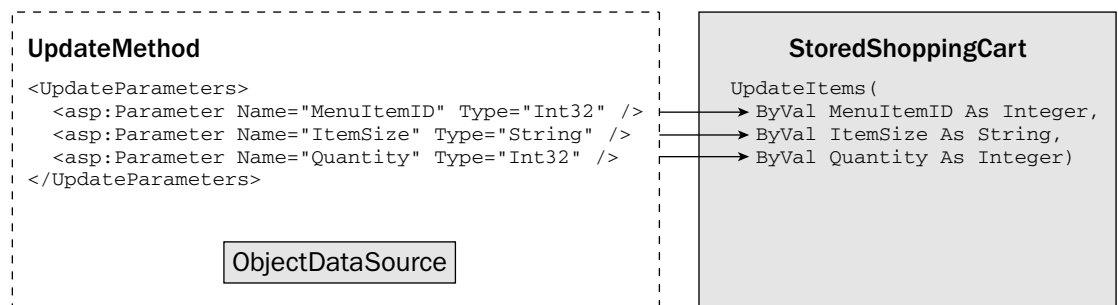 UpdateMethod
<UpdateParameters>
<asp:Parameter Name="MenuItemID" Type="Int32" />
<asp:Parameter Name="ItemSize" Type="String" />
<asp:Parameter Name="Quantity" Type="Int32" />
</UpdateParameters>
ObjectDataSource
StoredShoppingCart
UpdateItems(
ByVal MenuItemID As Integer,
ByVal ItemSize As String,
ByVal Quantity As Integer)